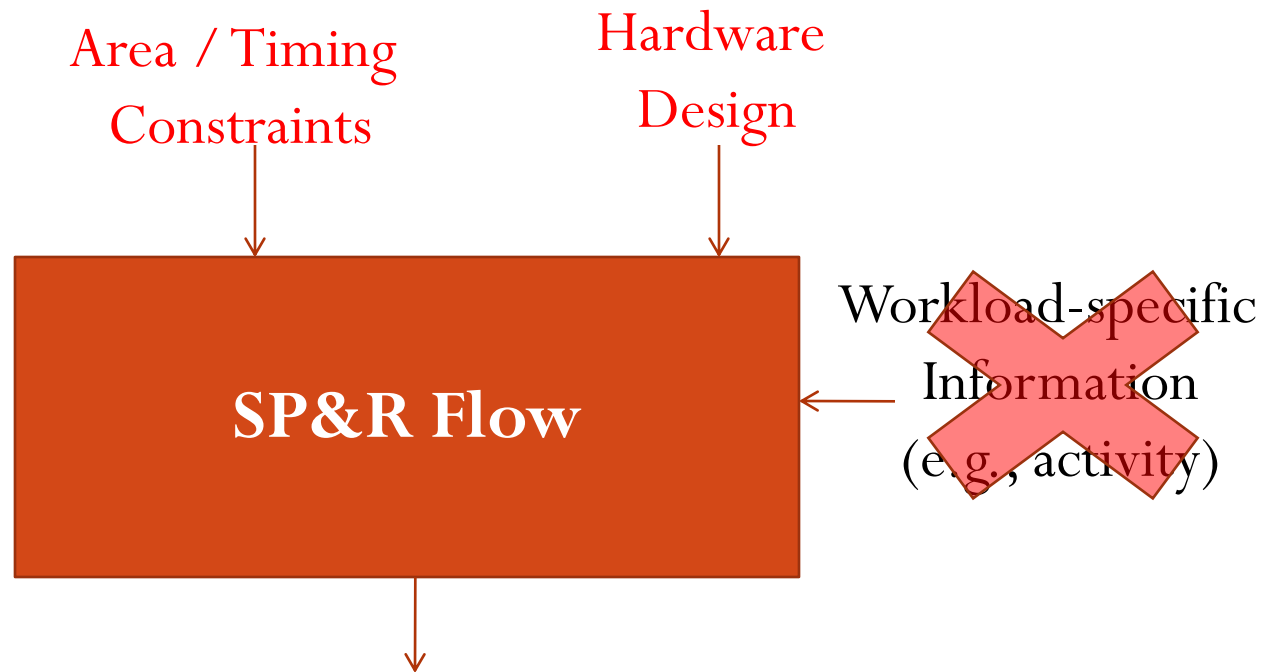 Area / Timing
Constraints
Hardware
Design
Workload-specific
Information
(e.g., activity)
SP&R Flow